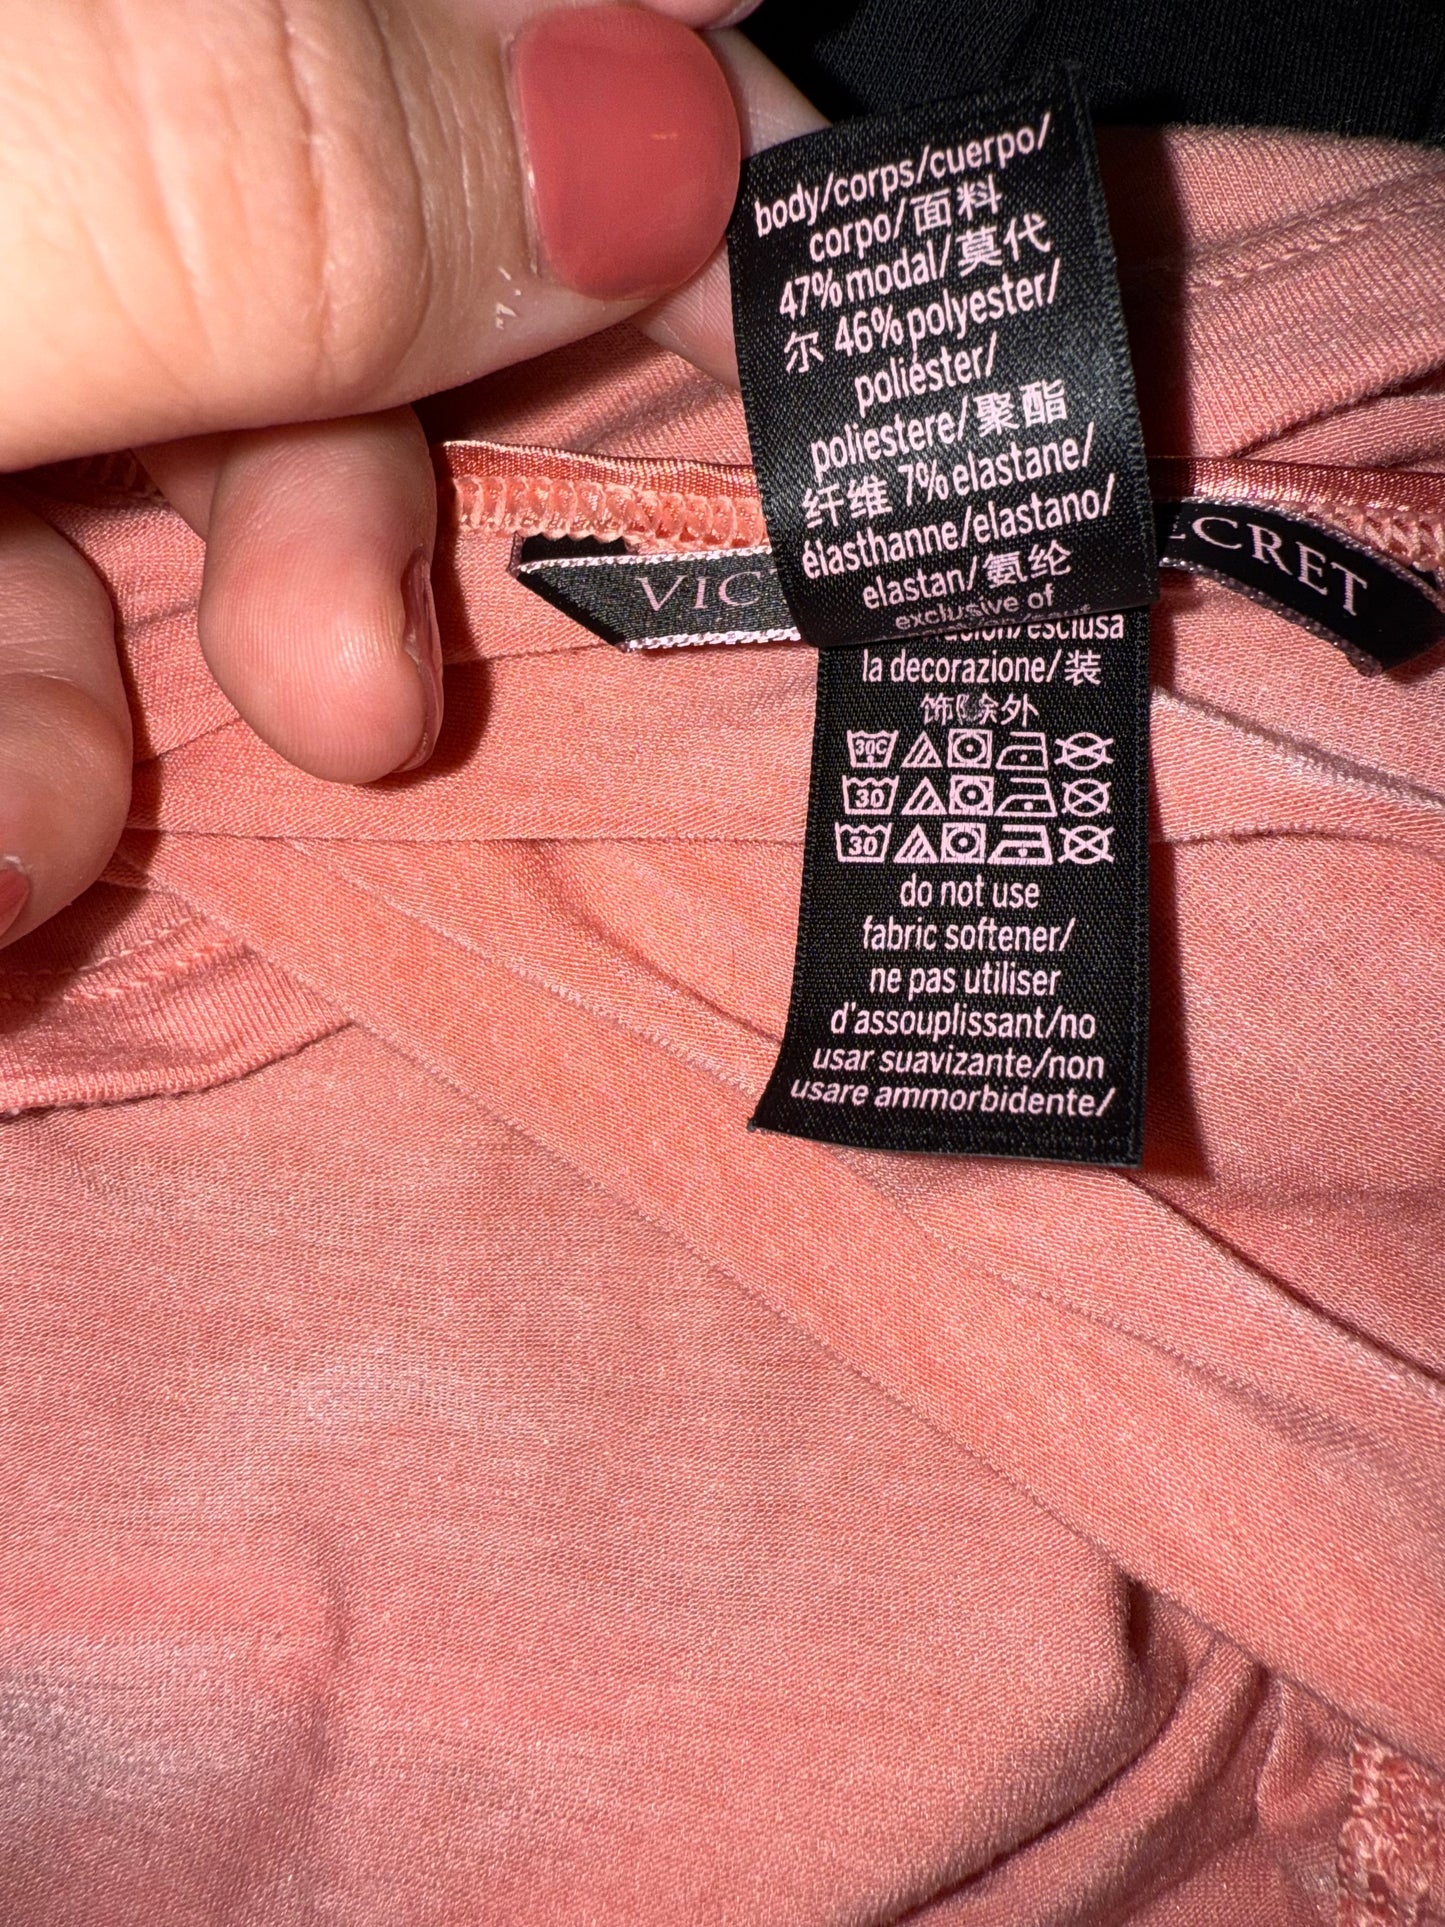 body/corps/cuerpo/
corpo/面料
47% modal/莫代
尔 46% polyester/
poliéster/
poliestere/聚酯
纤维 7% elastane/
élasthanne/elastano/
elastan/氨纶
exclusive of
VIC
CRET
esclusa
la decorazione/装
饰除外
30C
30
30
do not use
fabric softener/
ne pas utiliser
d'assouplissant/no
usar suavizante/non
usare ammorbidente/